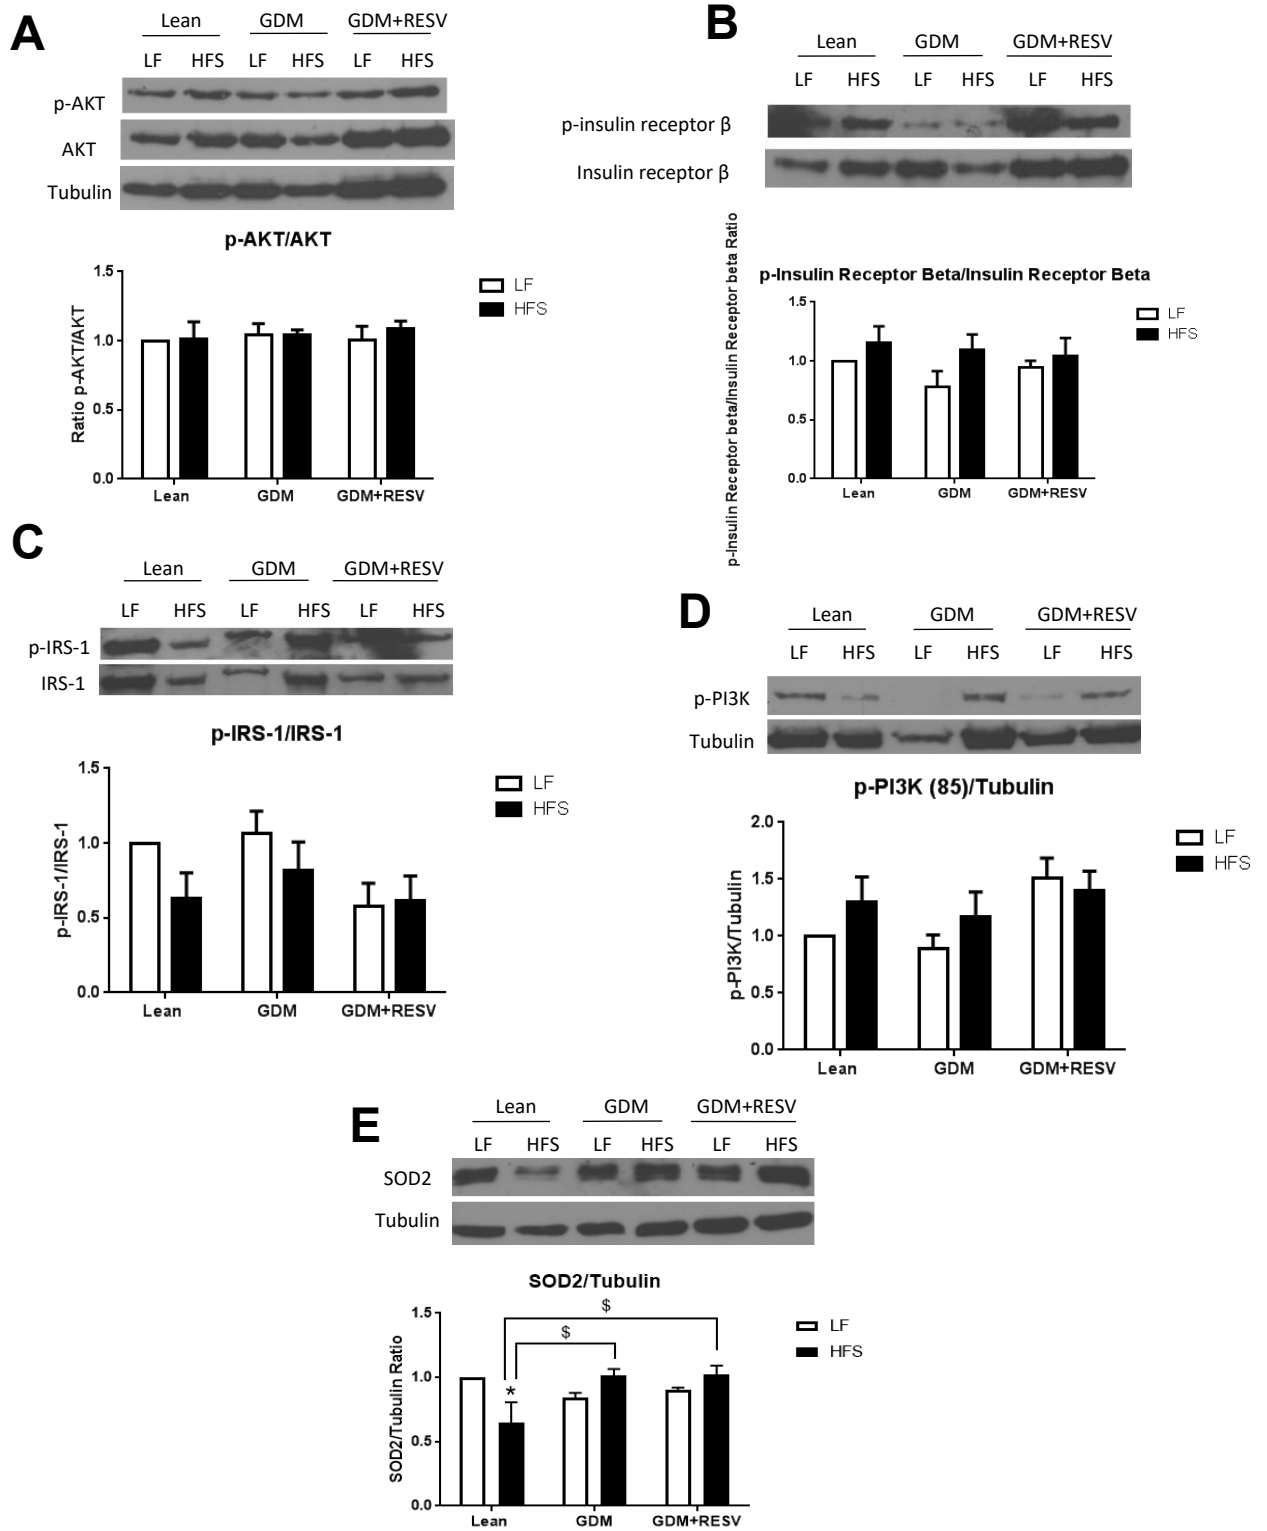 A
Lean GDM GDM+RESV
LF HFS LF HFS LF HFS
p-AKT
AKT
Tubulin
p-AKT/AKT
Ratio p-AKT/AKT
1.5
1.0
0.5
0.0
Lean GDM GDM+RESV
LF
HFS
B
Lean GDM GDM+RESV
LF HFS LF HFS LF HFS
p-insulin receptor β
Insulin receptor β
p-Insulin Receptor Beta/Insulin Receptor Beta
p-Insulin Receptor beta/Insulin Receptor beta Ratio
1.5
1.0
0.5
0.0
Lean GDM GDM+RESV
LF
HFS
C
Lean GDM GDM+RESV
LF HFS LF HFS LF HFS
p-IRS-1
IRS-1
p-IRS-1/IRS-1
p-IRS-1/IRS-1
1.5
1.0
0.5
0.0
Lean GDM GDM+RESV
LF
HFS
D
Lean GDM GDM+RESV
LF HFS LF HFS LF HFS
p-PI3K
Tubulin
p-PI3K (85)/Tubulin
p-PI3K/Tubulin
2.0
1.5
1.0
0.5
0.0
Lean GDM GDM+RESV
LF
HFS
E
Lean GDM GDM+RESV
LF HFS LF HFS LF HFS
SOD2
Tubulin
SOD2/Tubulin
SOD2/Tubulin Ratio
1.5
1.0
0.5
0.0
$
$
*
Lean GDM GDM+RESV
LF
HFS